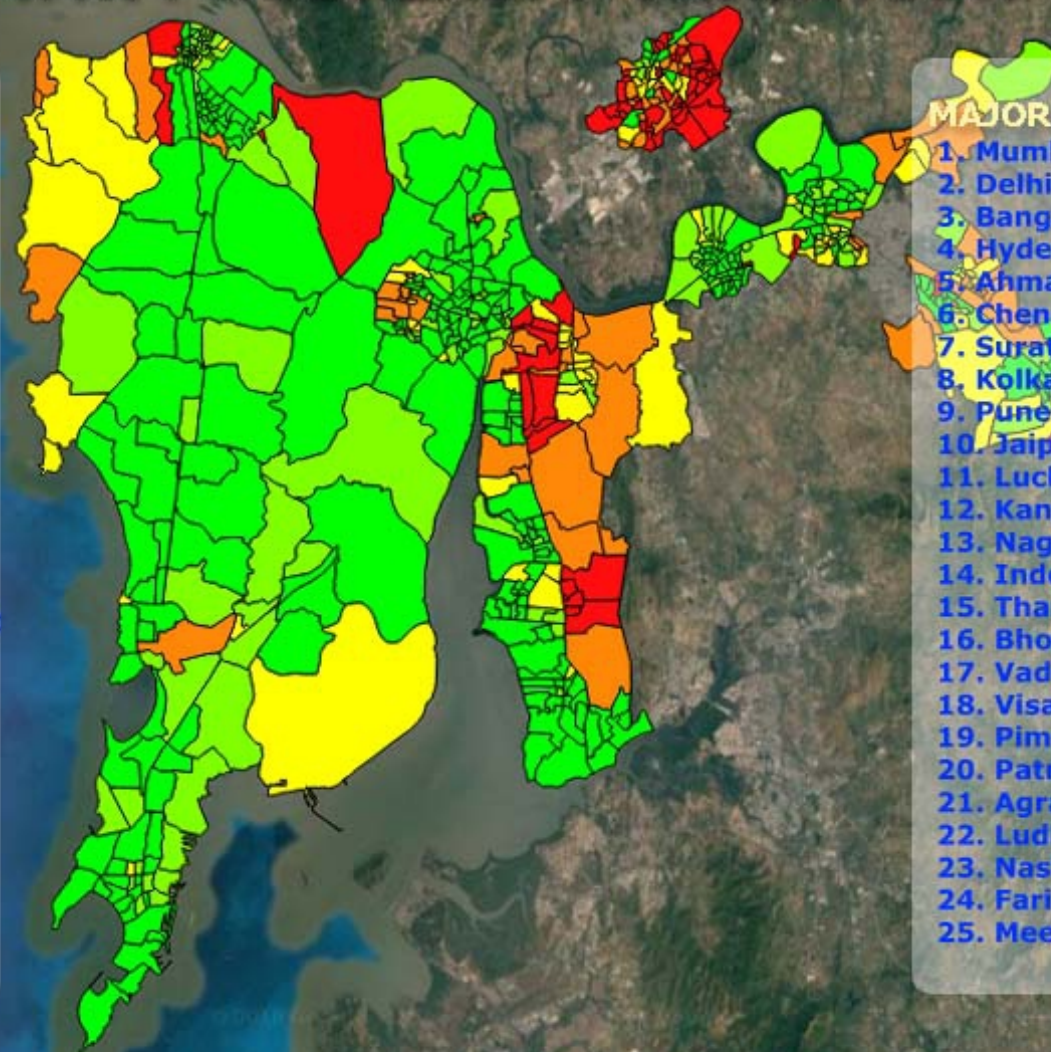 MAJOR
1. Mum
2. Delhi
3. Bang
4. Hyde
5. Ahma
6. Chen
7. Surat
8. Kolka
9. Pune
10. Jaip
11. Luck
12. Kan
13. Nag
14. Ind
15. Tha
16. Bho
17. Vad
18. Visa
19. Pim
20. Patn
21. Agra
22. Lud
23. Nas
24. Fari
25. Mee